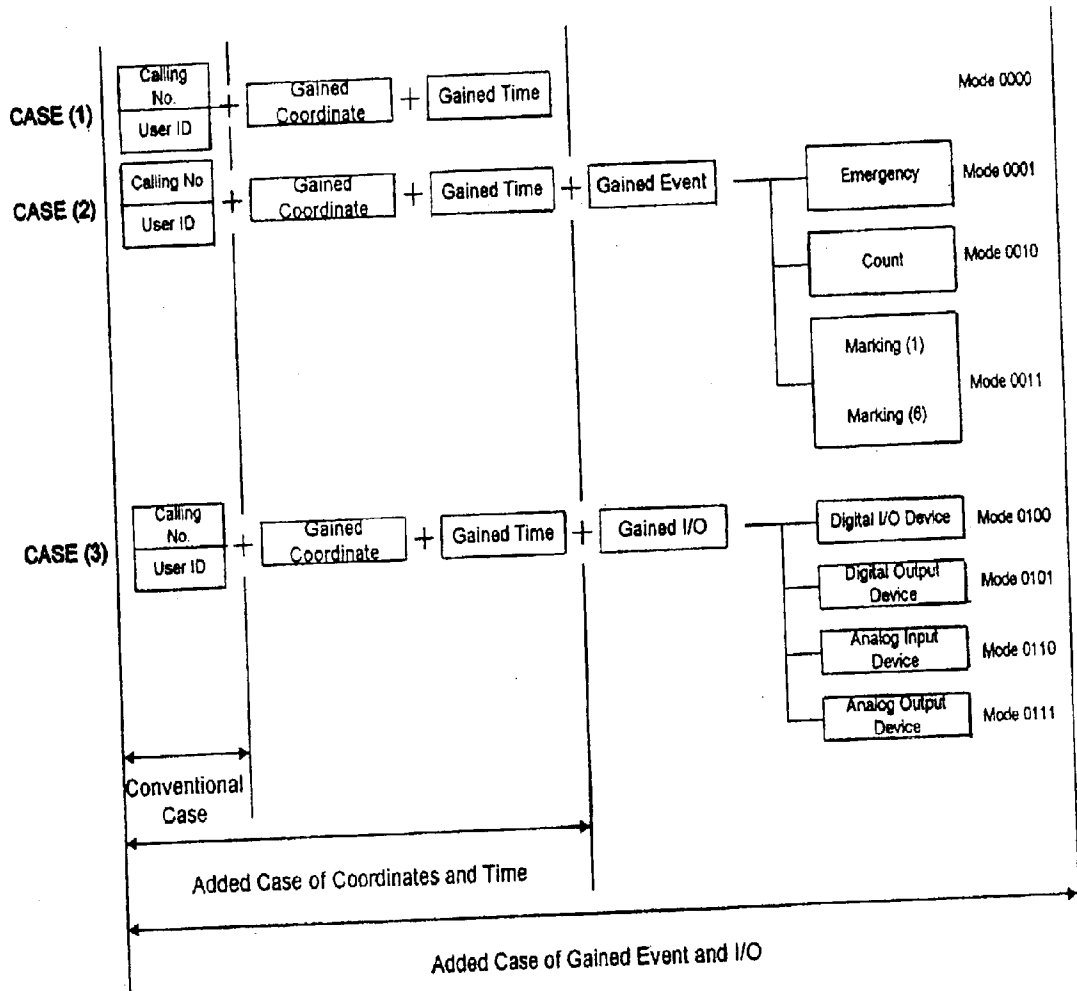 Calling
No.
User ID
+
Gained
Coordinate
+
Gained Time
Mode 0000
CASE (1)
Calling No
User ID
+
Gained
Coordinate
+
Gained Time
+
Gained Event
Emergency
Mode 0001
CASE (2)
Count
Mode 0010
Marking (1)
Mode 0011
Marking (6)
Calling
No.
User ID
+
Gained
Coordinate
+
Gained Time
+
Gained I/O
Digital I/O Device
Mode 0100
CASE (3)
Digital Output
Device
Mode 0101
Analog Input
Device
Mode 0110
Analog Output
Device
Mode 0111
Conventional
Case
Added Case of Coordinates and Time
Added Case of Gained Event and I/O